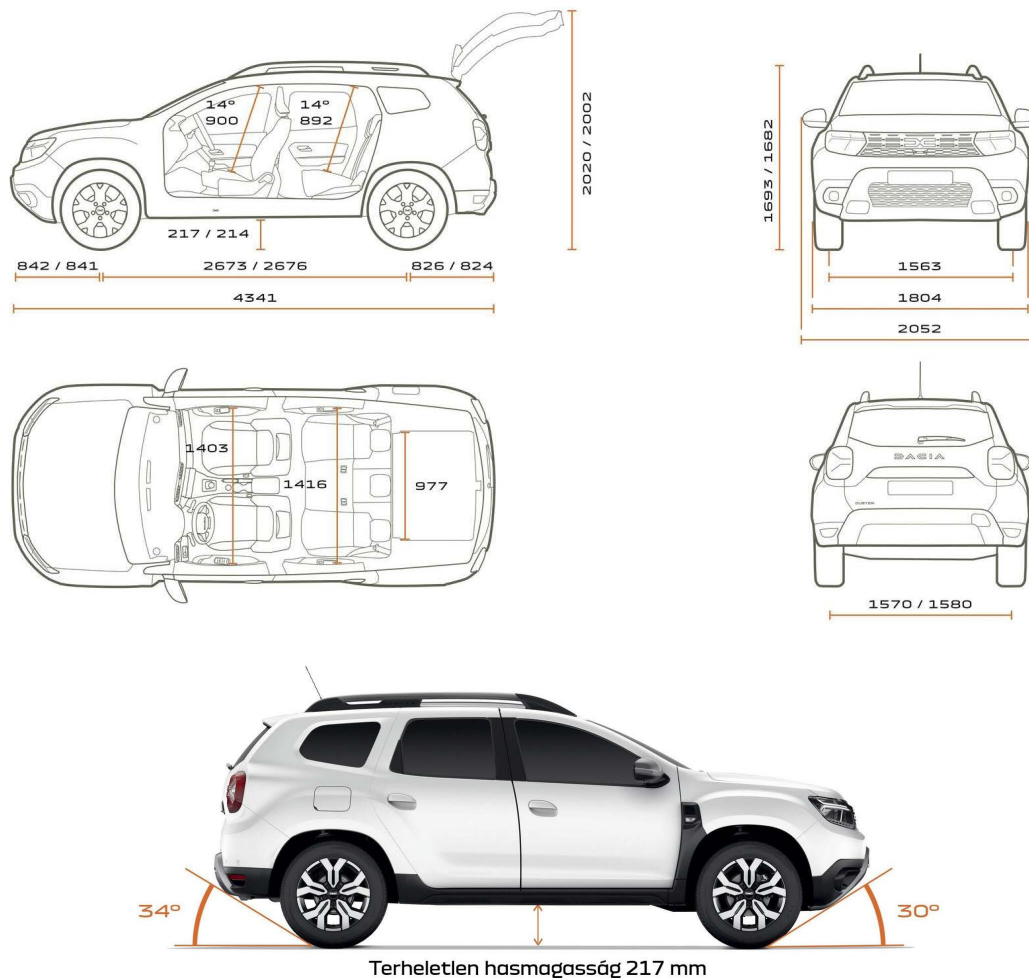 14°
900
14°
892
2020 / 2002
217 / 214
842 / 841
2673 / 2676
826 / 824
4341
1693 / 1682
1563
1804
2052
1403
1416
977
DACIA
DUSTER
1570 / 1580
34°
30°
Terheletlen hasmagasság 217 mm